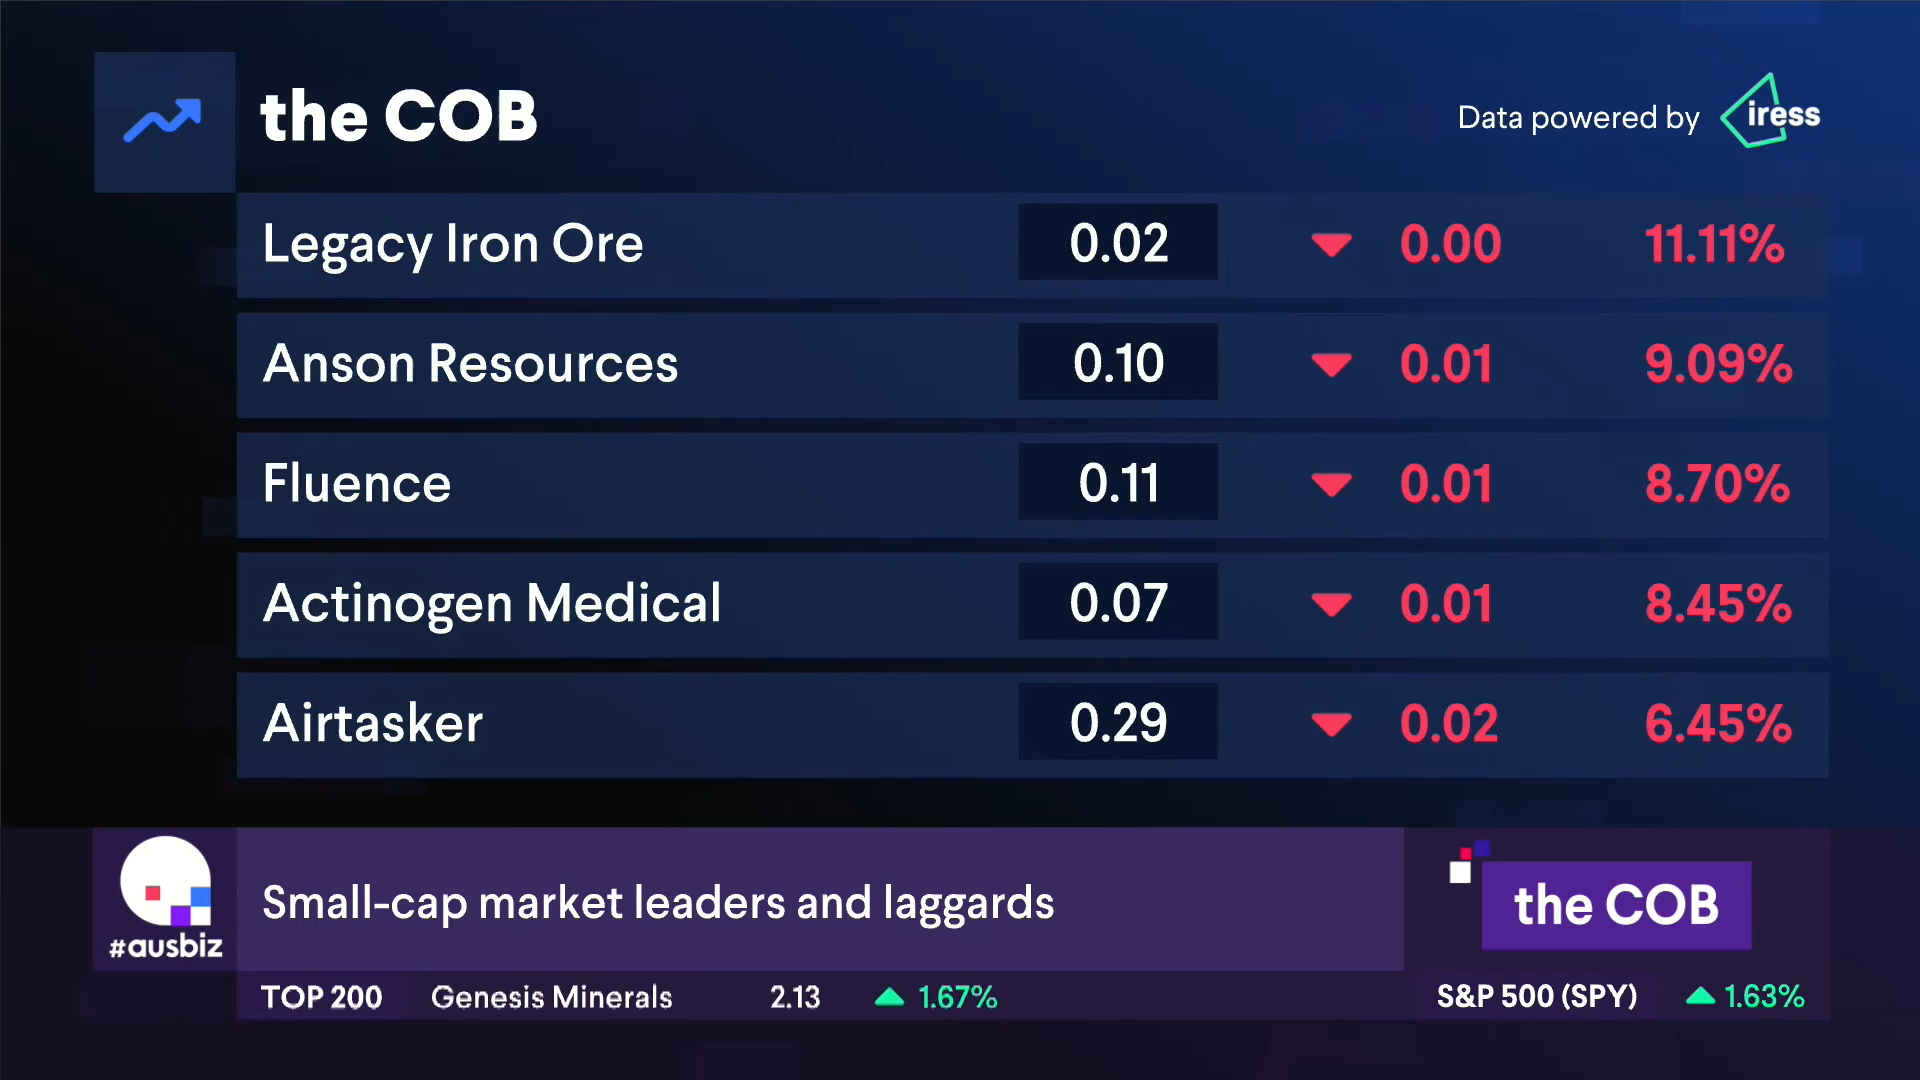 the COB
Data powered by iress
Legacy Iron Ore 0.02 0.00 11.11%
Anson Resources 0.10 0.01 9.09%
Fluence 0.11 0.01 8.70%
Actinogen Medical 0.07 0.01 8.45%
Airtasker 0.29 0.02 6.45%
#ausbiz
Small-cap market leaders and laggards
the COB
TOP 200 Genesis Minerals 2.13 1.67% S&P 500 (SPY) 1.63%